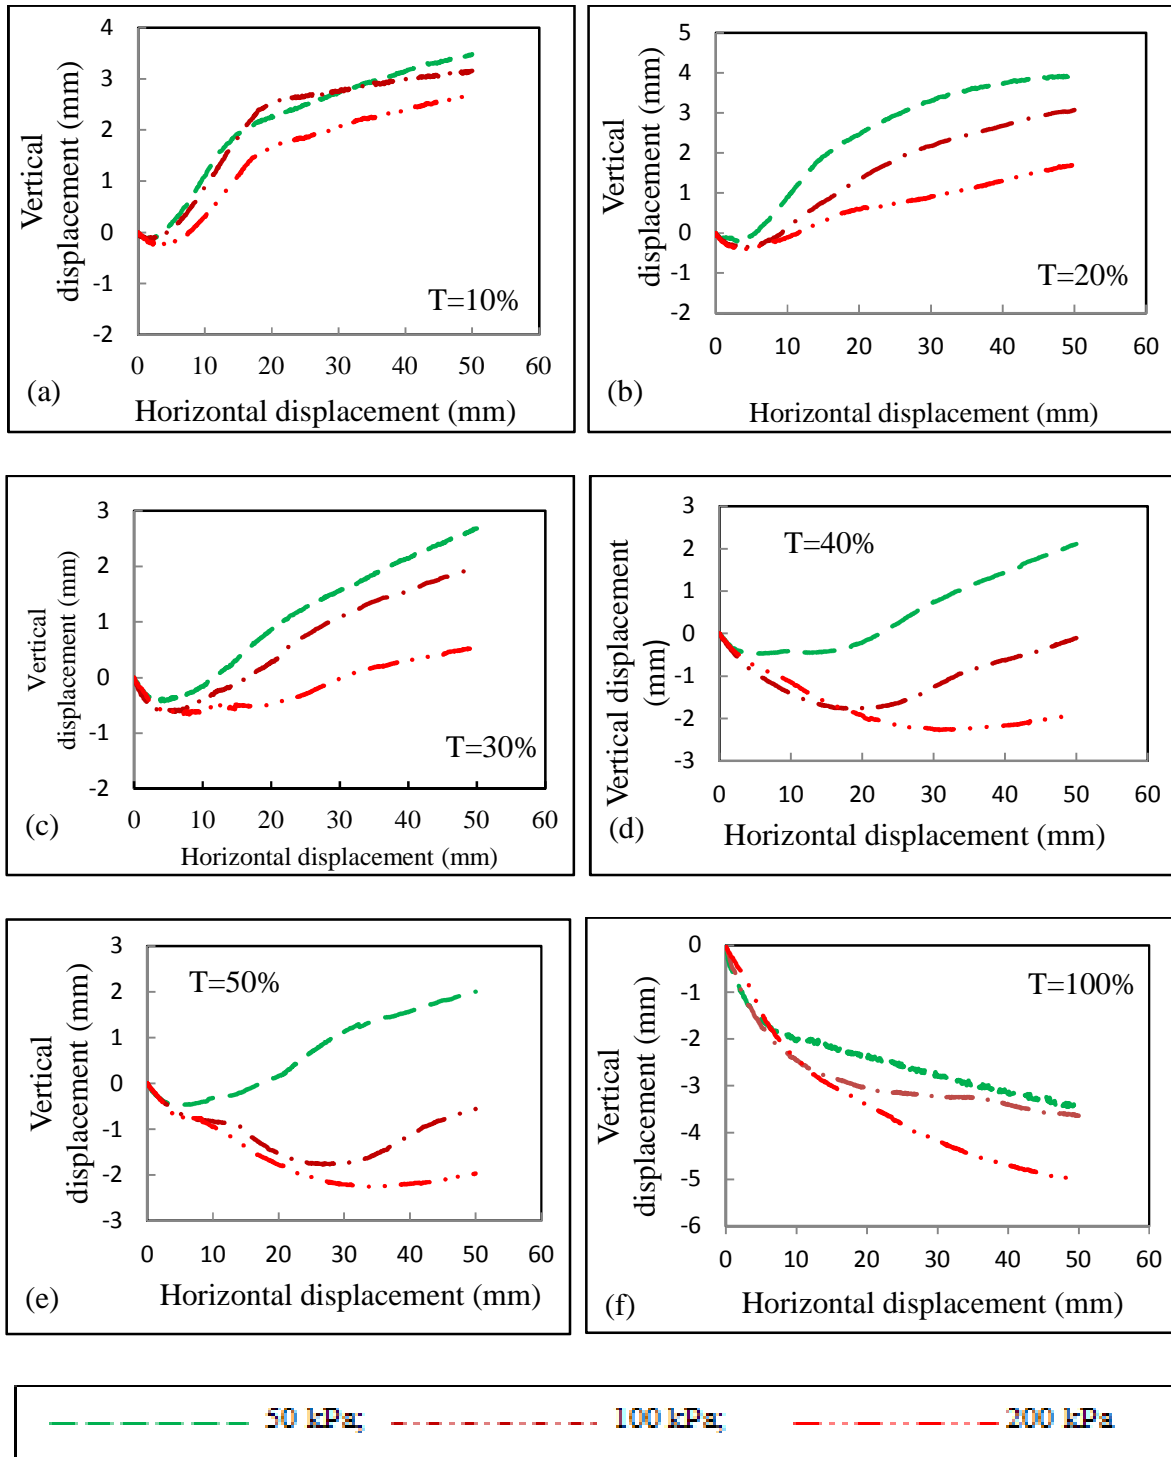 4
3
2
1
0
-1
-2
Vertical
displacement (mm)
T=10%
0 10 20 30 40 50 60
(a)
Horizontal displacement (mm)
5
4
3
2
1
0
-1
-2
Vertical
displacement (mm)
T=20%
0 10 20 30 40 50 60
(b)
Horizontal displacement (mm)
3
2
1
0
-1
-2
Vertical
displacement (mm)
T=30%
0 10 20 30 40 50 60
(c)
Horizontal displacement (mm)
3
2
1
0
-1
-2
-3
Vertical displacement
(mm)
T=40%
0 10 20 30 40 50 60
(d)
Horizontal displacement (mm)
3
2
1
0
-1
-2
-3
Vertical
displacement (mm)
T=50%
0 10 20 30 40 50 60
(e)
Horizontal displacement (mm)
0
-1
-2
-3
-4
-5
-6
Vertical
displacement (mm)
T=100%
0 10 20 30 40 50 60
(f)
Horizontal displacement (mm)
50 kPa; 100 kPa; 200 kPa